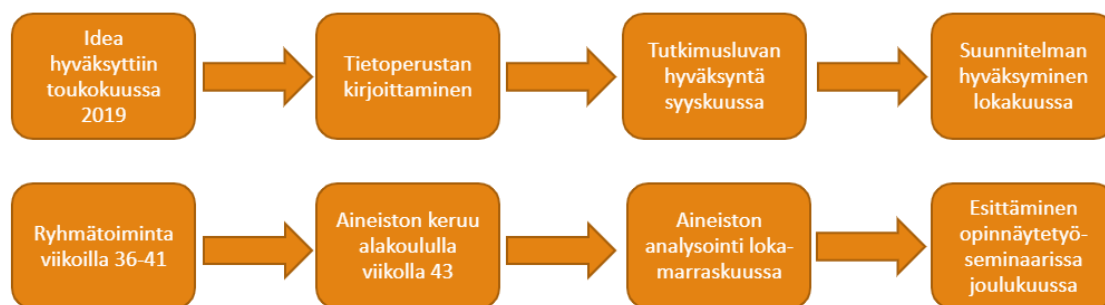 Idea
hyväksyttiin
toukokuussa
2019
Tietoperustan
kirjoittaminen
Tutkimusluvan
hyväksyntä
syyskuussa
Suunnitelman
hyväksyminen
lokakuussa
Ryhmätoiminta
viikoilla 36-41
Aineiston keruu
alakoululla
viikolla 43
Aineiston
analysointi loka-
marraskuussa
Esittäminen
opinnäytetyö-
seminaarissa
joulukuussa